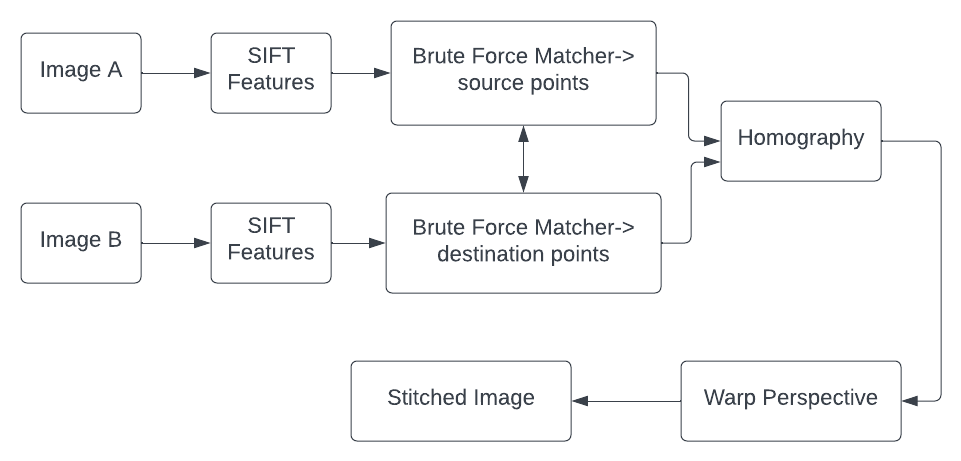 Image A
SIFT
Features
Brute Force Matcher->
source points
Homography
Image B
SIFT
Features
Brute Force Matcher->
destination points
Stitched Image
Warp Perspective